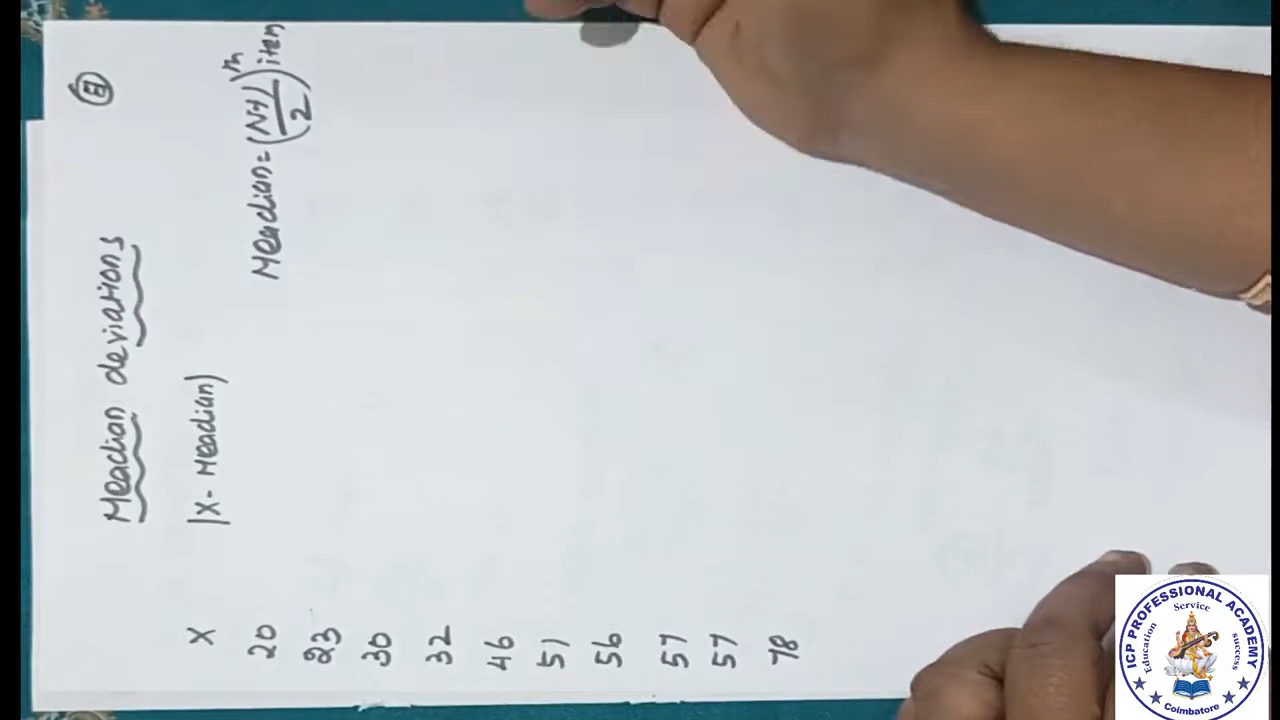 (E)
Meadian deviations
X |X- Meadian|
Meadian = (N+1/2)th item
20
23
30
32
46
51
56
57
57
78
ICP PROFESSIONAL ACADEMY
Service
Education
success
Coimbatore